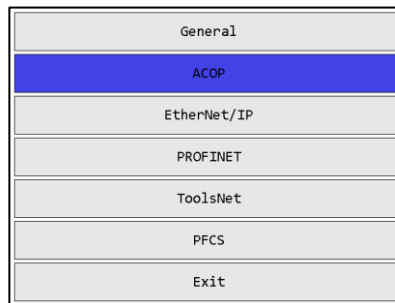 General
ACOP
EtherNet/IP
PROFINET
ToolsNet
PFCS
Exit